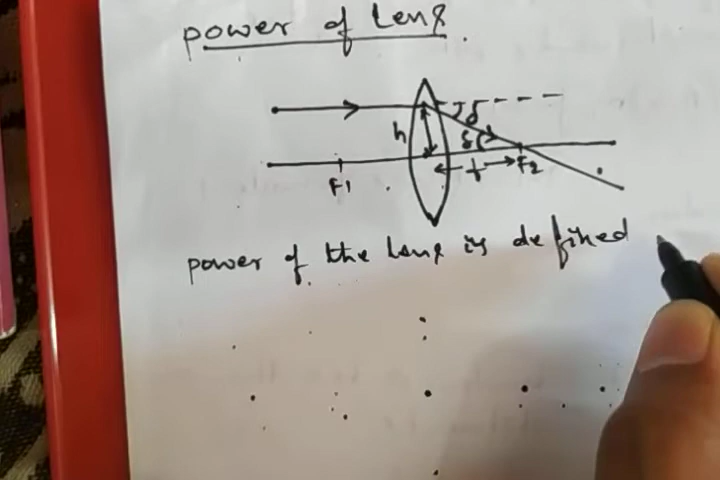 power of Lens.
δ
h
δ
F1
f
F2
power of the Lens is defined